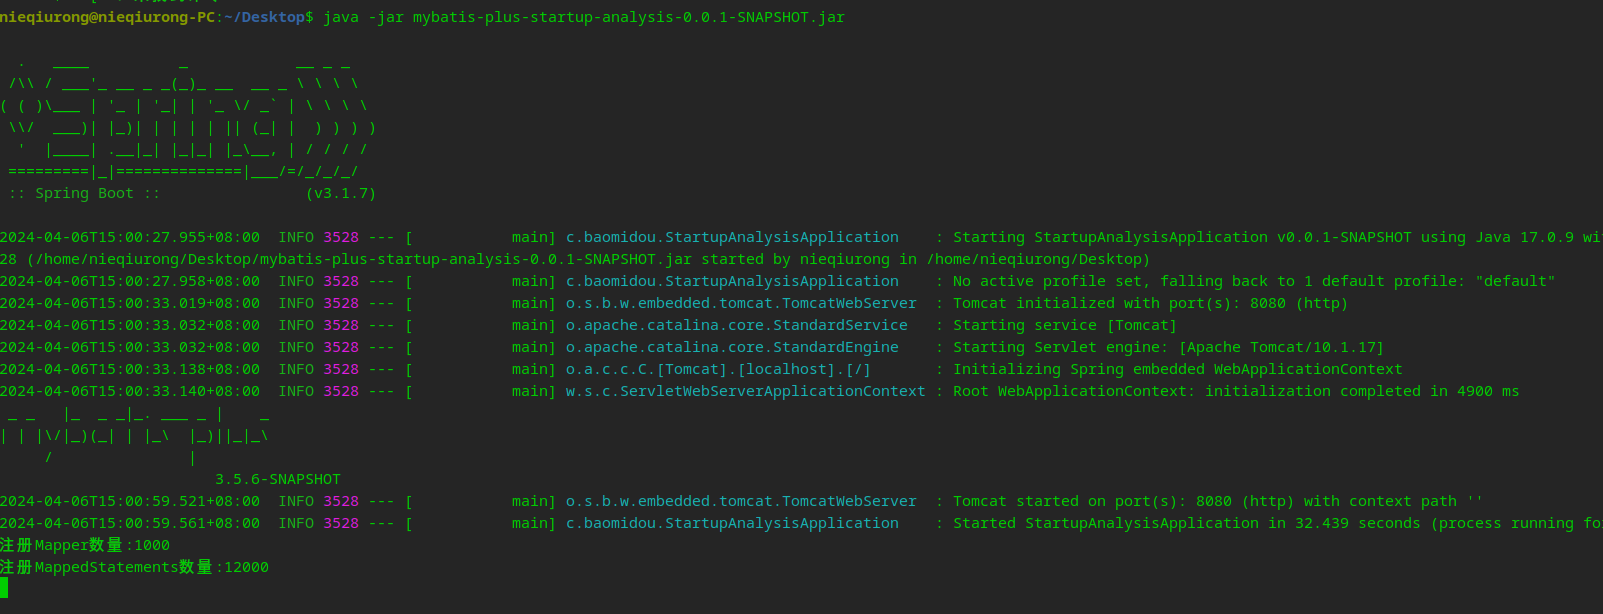 nieqiurong@nieqiurong-PC:~/Desktop$ java -jar mybatis-plus-startup-analysis-0.0.1-SNAPSHOT.jar
:: Spring Boot ::                (v3.1.7)
2024-04-06T15:00:27.955+08:00  INFO 3528 --- [           main] c.baomidou.StartupAnalysisApplication    : Starting StartupAnalysisApplication v0.0.1-SNAPSHOT using Java 17.0.9 wi
28 (/home/nieqiurong/Desktop/mybatis-plus-startup-analysis-0.0.1-SNAPSHOT.jar started by nieqiurong in /home/nieqiurong/Desktop)
2024-04-06T15:00:27.958+08:00  INFO 3528 --- [           main] c.baomidou.StartupAnalysisApplication    : No active profile set, falling back to 1 default profile: "default"
2024-04-06T15:00:33.019+08:00  INFO 3528 --- [           main] o.s.b.w.embedded.tomcat.TomcatWebServer  : Tomcat initialized with port(s): 8080 (http)
2024-04-06T15:00:33.032+08:00  INFO 3528 --- [           main] o.apache.catalina.core.StandardService   : Starting service [Tomcat]
2024-04-06T15:00:33.032+08:00  INFO 3528 --- [           main] o.apache.catalina.core.StandardEngine    : Starting Servlet engine: [Apache Tomcat/10.1.17]
2024-04-06T15:00:33.138+08:00  INFO 3528 --- [           main] o.a.c.c.C.[Tomcat].[localhost].[/]       : Initializing Spring embedded WebApplicationContext
2024-04-06T15:00:33.140+08:00  INFO 3528 --- [           main] w.s.c.ServletWebServerApplicationContext : Root WebApplicationContext: initialization completed in 4900 ms
3.5.6-SNAPSHOT
2024-04-06T15:00:59.521+08:00  INFO 3528 --- [           main] o.s.b.w.embedded.tomcat.TomcatWebServer  : Tomcat started on port(s): 8080 (http) with context path ''
2024-04-06T15:00:59.561+08:00  INFO 3528 --- [           main] c.baomidou.StartupAnalysisApplication    : Started StartupAnalysisApplication in 32.439 seconds (process running fo
注册Mapper数量:1000
注册MappedStatements数量:12000